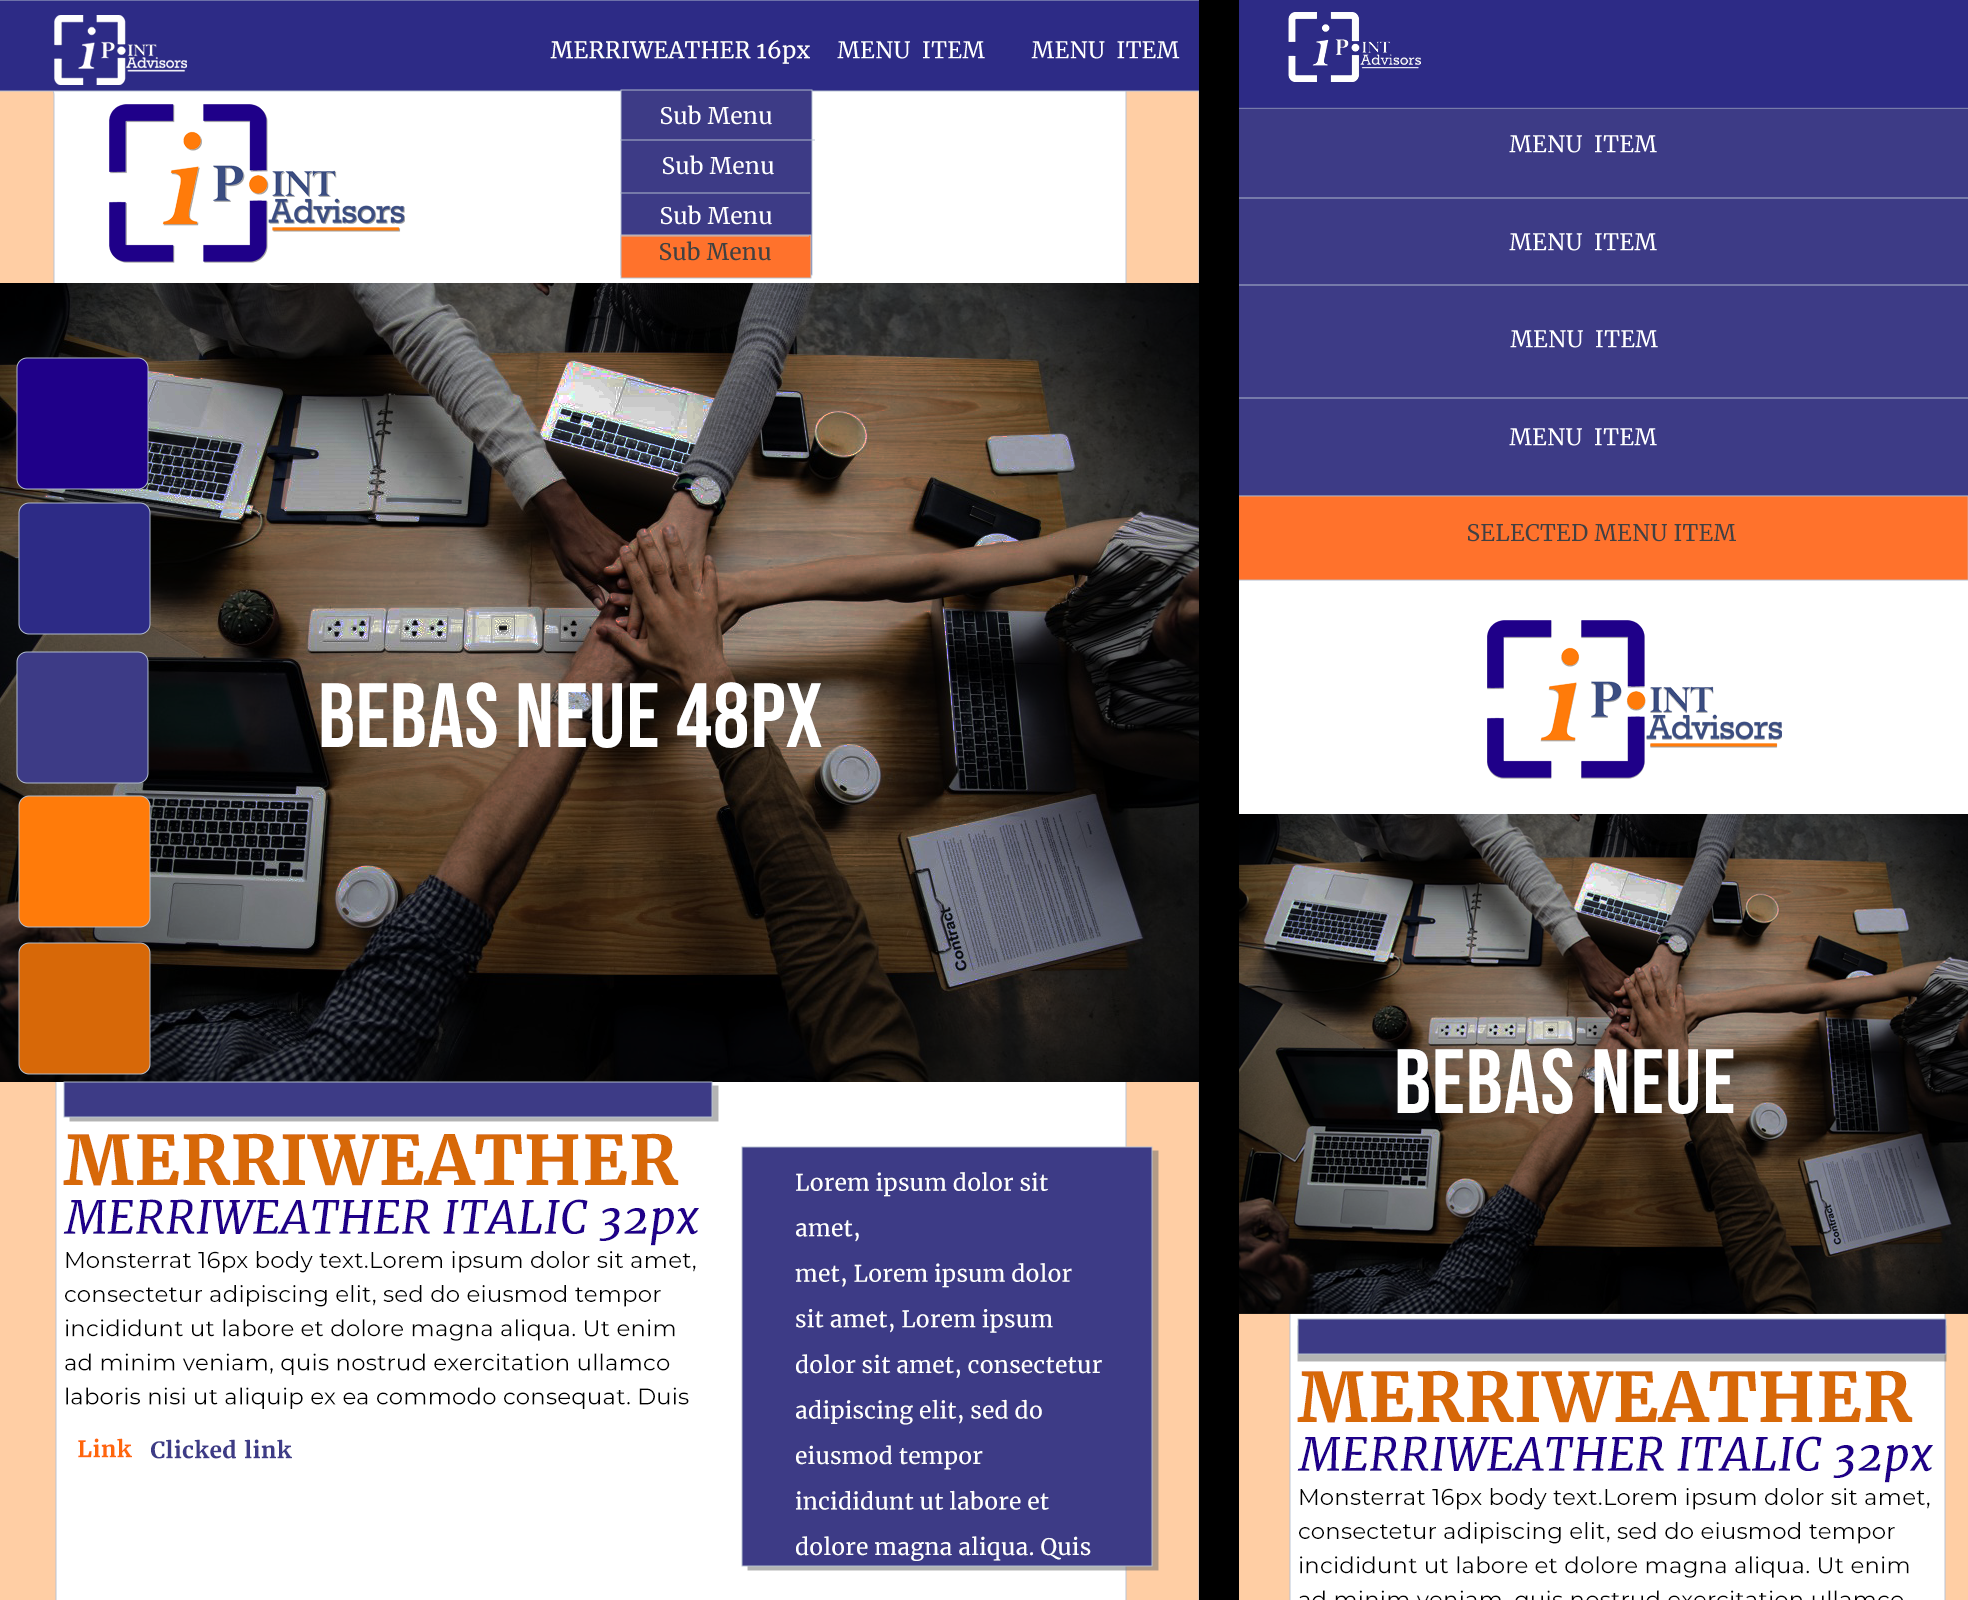 i POINT
Advisors
MERRIWEATHER 16px MENU ITEM MENU ITEM
Sub Menu
Sub Menu
Sub Menu
Sub Menu
i POINT
Advisors
BEBAS NEUE 48PX
Contract
MERRIWEATHER
MERRIWEATHER ITALIC 32px
Monsterrat 16px body text.Lorem ipsum dolor sit amet,
consectetur adipiscing elit, sed do eiusmod tempor
incididunt ut labore et dolore magna aliqua. Ut enim
ad minim veniam, quis nostrud exercitation ullamco
laboris nisi ut aliquip ex ea commodo consequat. Duis
Link Clicked link
Lorem ipsum dolor sit
amet,
met, Lorem ipsum dolor
sit amet, Lorem ipsum
dolor sit amet, consectetur
adipiscing elit, sed do
eiusmod tempor
incididunt ut labore et
dolore magna aliqua. Quis
i POINT
Advisors
MENU ITEM
MENU ITEM
MENU ITEM
MENU ITEM
SELECTED MENU ITEM
i POINT
Advisors
BEBAS NEUE
Contract
MERRIWEATHER
MERRIWEATHER ITALIC 32px
Monsterrat 16px body text.Lorem ipsum dolor sit amet,
consectetur adipiscing elit, sed do eiusmod tempor
incididunt ut labore et dolore magna aliqua. Ut enim
ad minim veniam, quis nostrud exercitation ullamco